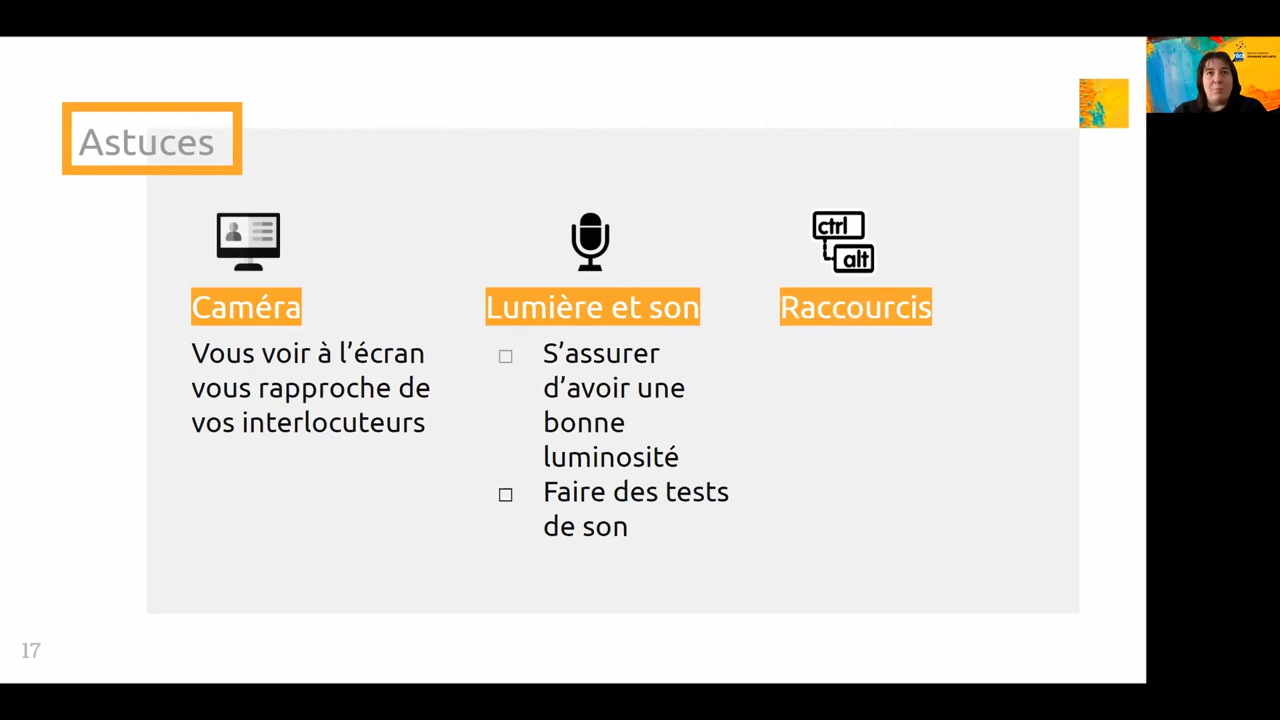 Astuces
ctrl
alt
Caméra
Lumière et son
Raccourcis
Vous voir à l'écran
vous rapproche de
vos interlocuteurs
S'assurer
d'avoir une
bonne
luminosité
Faire des tests
de son
17